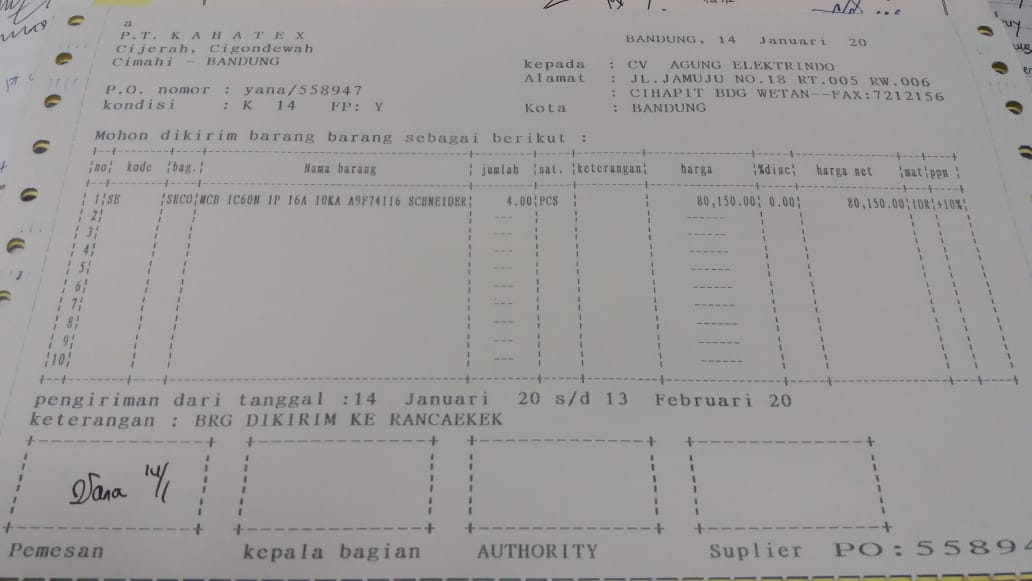 a
P.T. K A H A T E X
Cijerah, Cigondewah
Cimahi - BANDUNG
BANDUNG, 14 Januari 20
kepada : CV AGUNG ELEKTRINDO
Alamat : JL.JAMUJU NO.18 RT.005 RW.006
: CIHAPIT BDG WETAN--FAX:7212156
Kota : BANDUNG
P.O. nomor : yana/558947
kondisi : K 14 FP: Y
Mohon dikirim barang barang sebagai berikut :
no kode bag. Nama barang jumlah sat. keterangan harga %disc harga net mat ppn
1 SE SECO MCB IC60N 1P 16A 10KA A9F74116 SCHNEIDER 4.00 PCS 80,150.00 0.00 80,150.00 IDR +10%
2 --- ------
3 --- ------
4 --- ------
5 --- ------
6 --- ------
7 --- ------
8 --- ------
9 --- ------
10 --- ------
pengiriman dari tanggal :14 Januari 20 s/d 13 Februari 20
keterangan : BRG DIKIRIM KE RANCAEKEK
Yana 14/1
Pemesan kepala bagian AUTHORITY Suplier PO:55894